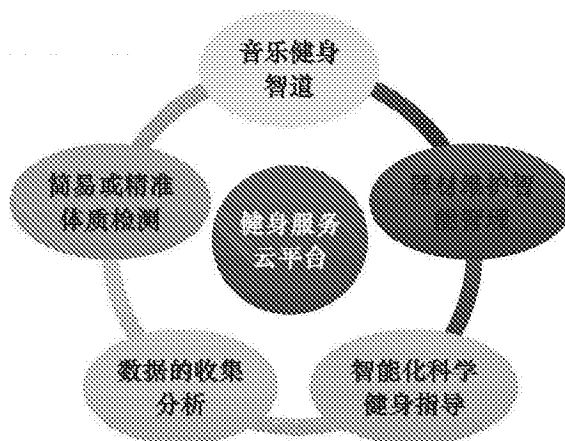 音乐健身
智道
简易或精准
体质检测
健身服务
云平台
数据的收集
分析
智能化科学
健身指导